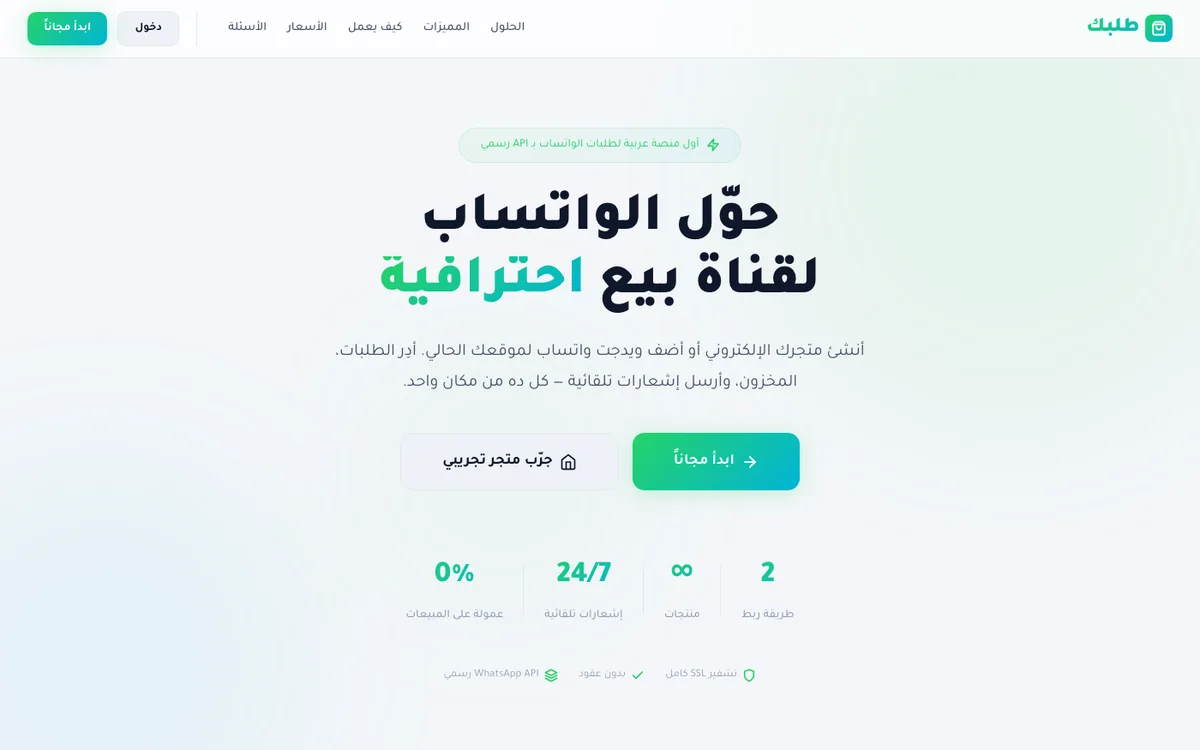 طلبك
الحلول
المميزات
كيف يعمل
الأسعار
الأسئلة
دخول
ابدأ مجاناً
أول منصة عربية لطلبات الواتساب بـ API رسمي
حوّل الواتساب
لقناة بيع احترافية
أنشئ متجرك الإلكتروني أو أضف ويدجت واتساب لموقعك الحالي. أدِر الطلبات،
المخزون، وأرسل إشعارات تلقائية — كل ده من مكان واحد.
ابدأ مجاناً
جرّب متجر تجريبي
2
طريقة ربط
∞
منتجات
24/7
إشعارات تلقائية
0%
عمولة على المبيعات
تشفير SSL كامل
بدون عقود
WhatsApp API رسمي